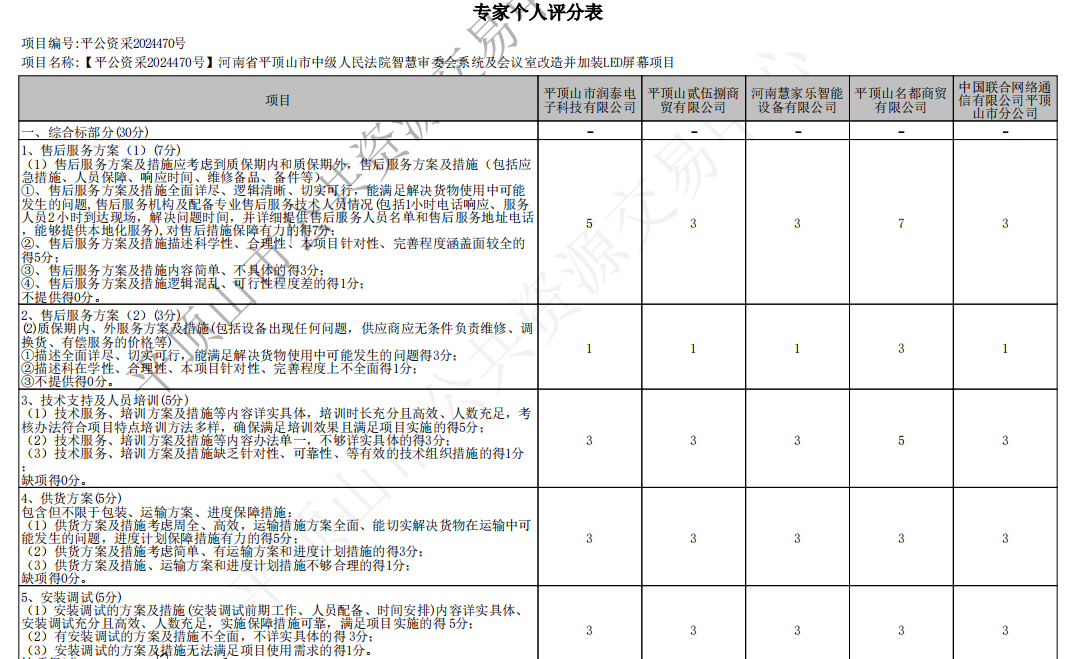 专家个人评分表
项目编号:平公资采2024470号
项目名称:【平公资采2024470号】河南省平顶山市中级人民法院智慧审委会系统及会议室改造并加装LED屏幕项目
项目
平顶山市润泰电
子科技有限公司
平顶山贰伍捌商
贸有限公司
河南慧家乐智能
设备有限公司
平顶山名都商贸
有限公司
中国联合网络通
信有限公司平顶
山市分公司
一、综合标部分(30分)
-
-
-
-
-
1、售后服务方案（1）(7分)
（1）售后服务方案及措施应考虑到质保期内和质保期外，售后服务方案及措施（包括应
急措施、人员保障、响应时间、维修备品、备件等）
①、售后服务方案及措施全面详尽、逻辑清晰、切实可行，能满足解决货物使用中可能
发生的问题,售后服务机构及配备专业售后服务技术人员情况(包括1小时电话响应、服务
人员2小时到达现场，解决问题时间，并详细提供售后服务人员名单和售后服务地址电话
，能够提供本地化服务),对售后措施保障有力的得7分；
②、售后服务方案及措施描述科学性、合理性、本项目针对性、完善程度涵盖面较全的
得5分；
③、售后服务方案及措施内容简单、不具体的得3分；
④、售后服务方案及措施逻辑混乱、可行性程度差的得1分；
不提供得0分。
5
3
3
7
3
2、售后服务方案（2）(3分)
(2)质保期内、外服务方案及措施(包括设备出现任何问题，供应商应无条件负责维修、调
换货、有偿服务的价格等)
①描述全面详尽、切实可行，能满足解决货物使用中可能发生的问题得3分；
②描述科在学性、合理性、本项目针对性、完善程度上不全面得1分；
③不提供得0分。
1
1
1
3
1
3、技术支持及人员培训(5分)
（1）技术服务、培训方案及措施等内容详实具体，培训时长充分且高效、人数充足，考
核办法符合项目特点培训方法多样，确保满足培训效果且满足项目实施的得5分；
（2）技术服务、培训方案及措施等内容办法单一，不够详实具体的得3分；
（3）技术服务、培训方案及措施缺乏针对性、可靠性、等有效的技术组织措施的得1分
；
缺项得0分。
3
3
3
5
3
4、供货方案(5分)
包含但不限于包装、运输方案、进度保障措施：
（1）供货方案及措施考虑周全、高效，运输措施方案全面、能切实解决货物在运输中可
能发生的问题，进度计划保障措施有力的得5分；
（2）供货方案及措施考虑简单、有运输方案和进度计划措施的得3分；
（3）供货方案及措施、运输方案和进度计划措施不够合理的得1分；
缺项得0分。
3
3
3
3
3
5、安装调试(5分)
（1）安装调试的方案及措施(安装调试前期工作、人员配备、时间安排)内容详实具体、
安装调试充分且高效、人数充足，实施保障措施可靠，满足项目实施的得 5分；
（2）有安装调试的方案及措施不全面，不详实具体的得 3分；
（3）安装调试的方案及措施无法满足项目使用需求的得1分。
3
3
3
3
3
平顶山市公共资源交易中
平顶山市公共资源交易中心